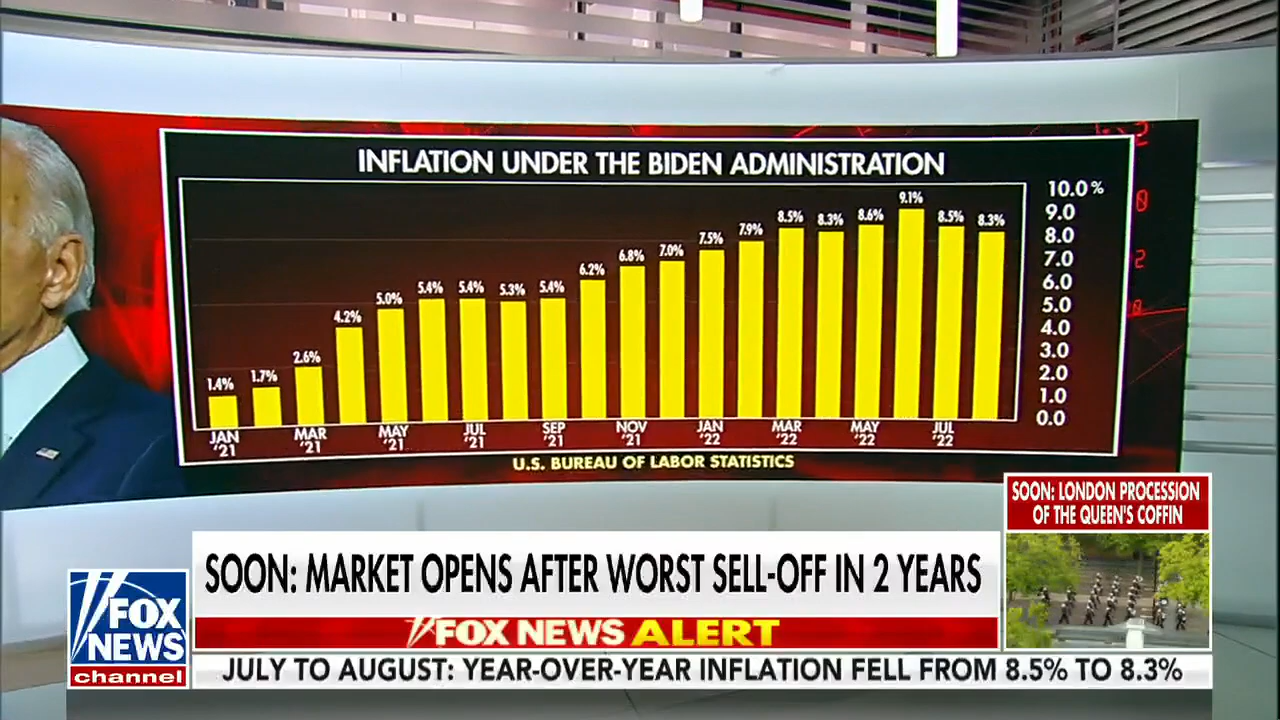 INFLATION UNDER THE BIDEN ADMINISTRATION
10.0%
9.0
8.0
7.0
6.0
5.0
4.0
3.0
2.0
1.0
0.0
1.4%
1.7%
2.6%
4.2%
5.0%
5.4%
5.4%
5.3%
5.4%
6.2%
6.8%
7.0%
7.5%
7.9%
8.5%
8.3%
8.6%
9.1%
8.5%
8.3%
JAN '21
MAR '21
MAY '21
JUL '21
SEP '21
NOV '21
JAN '22
MAR '22
MAY '22
JUL '22
U.S. BUREAU OF LABOR STATISTICS
SOON: LONDON PROCESSION
OF THE QUEEN'S COFFIN
SOON: MARKET OPENS AFTER WORST SELL-OFF IN 2 YEARS
FOX NEWS ALERT
FOX
NEWS
channel
JULY TO AUGUST: YEAR-OVER-YEAR INFLATION FELL FROM 8.5% TO 8.3%